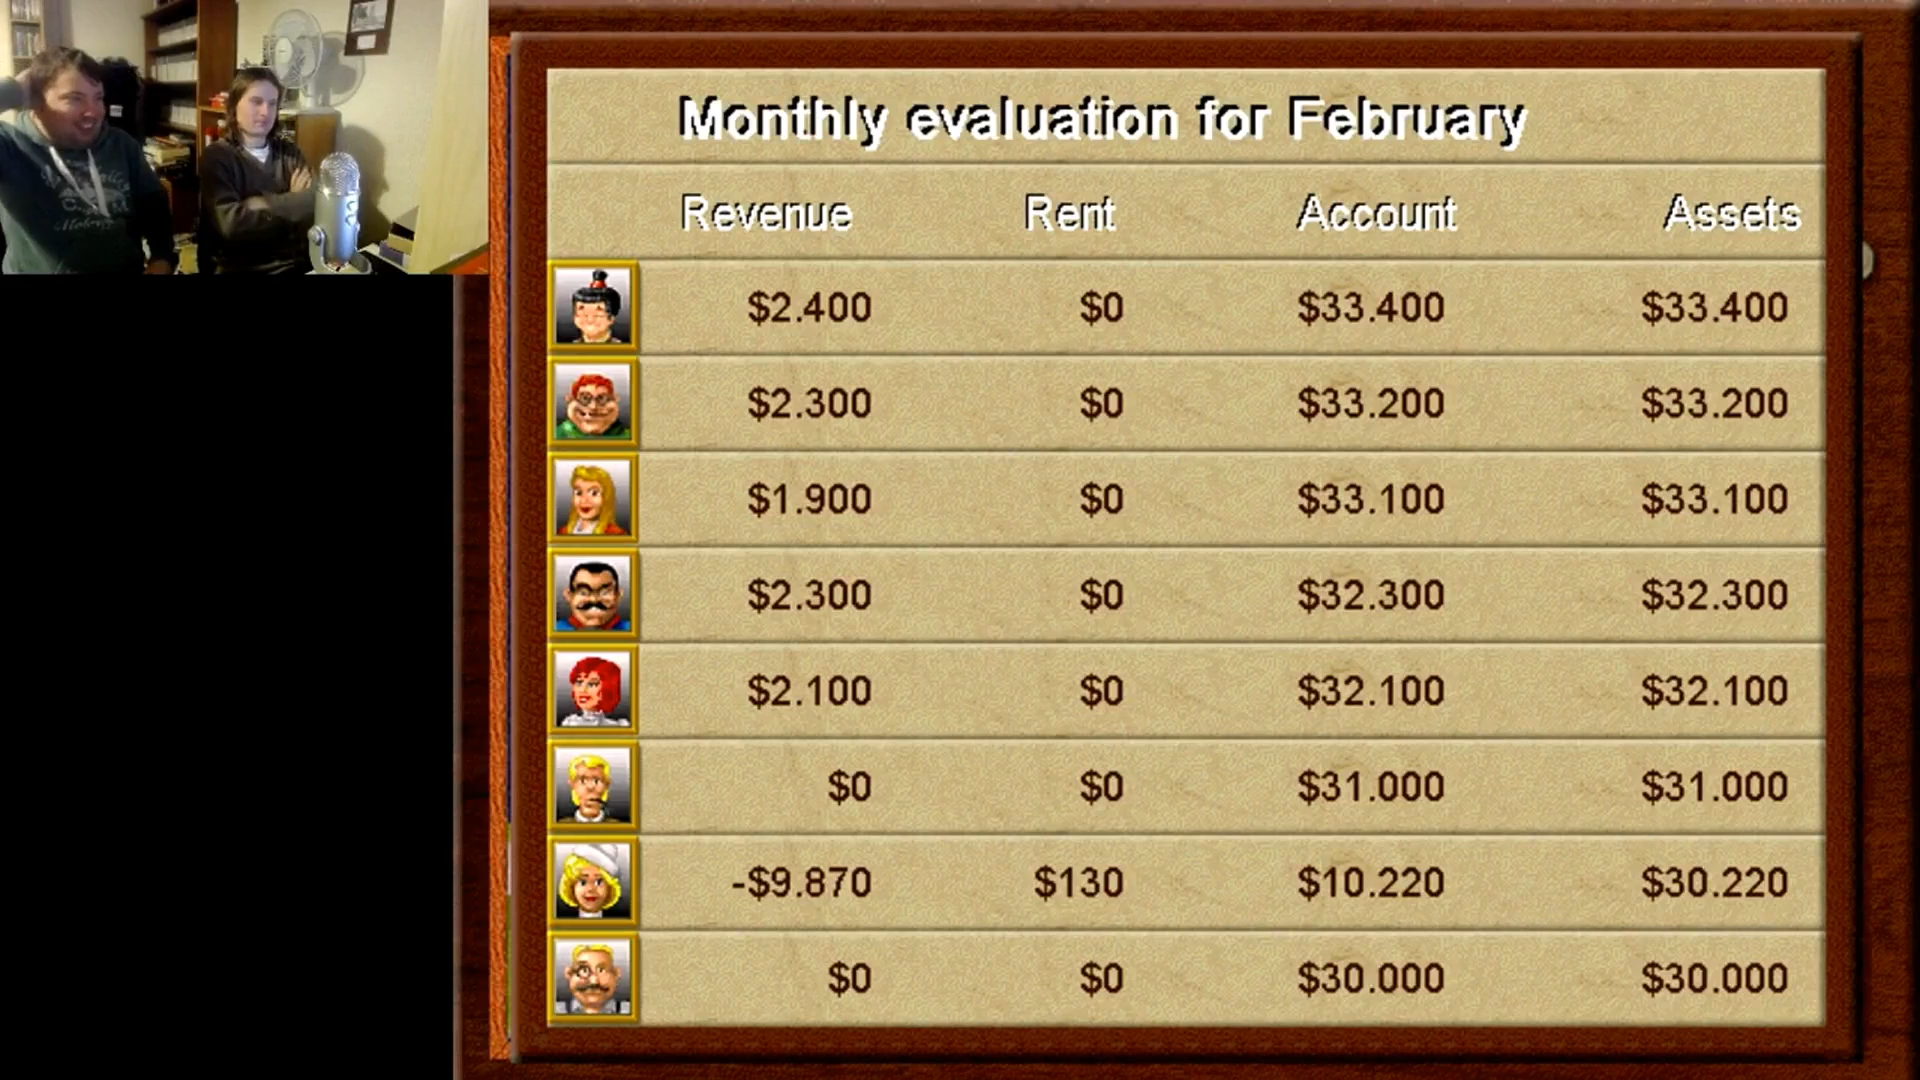 Monthly evaluation for February
Revenue Rent Account Assets
$2.400 $0 $33.400 $33.400
$2.300 $0 $33.200 $33.200
$1.900 $0 $33.100 $33.100
$2.300 $0 $32.300 $32.300
$2.100 $0 $32.100 $32.100
$0 $0 $31.000 $31.000
-$9.870 $130 $10.220 $30.220
$0 $0 $30.000 $30.000